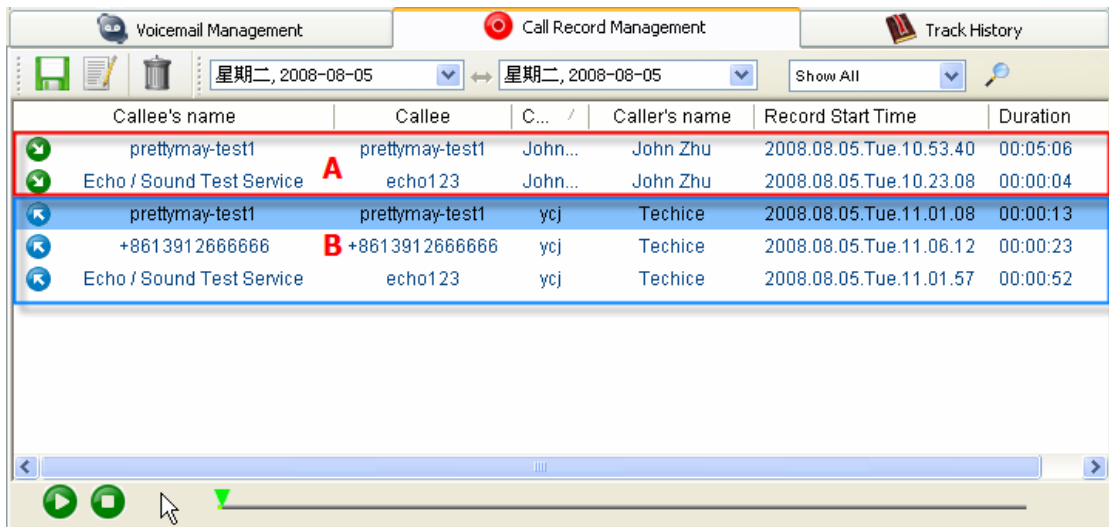 Voicemail Management Call Record Management Track History
星期二, 2008-08-05 星期二, 2008-08-05 Show All
Callee's name Callee C... Caller's name Record Start Time Duration
prettymay-test1 prettymay-test1 John... John Zhu 2008.08.05.Tue.10.53.40 00:05:06
A
Echo / Sound Test Service echo123 John... John Zhu 2008.08.05.Tue.10.23.08 00:00:04
prettymay-test1 prettymay-test1 ycj Techice 2008.08.05.Tue.11.01.08 00:00:13
+8613912666666 B +8613912666666 ycj Techice 2008.08.05.Tue.11.06.12 00:00:23
Echo / Sound Test Service echo123 ycj Techice 2008.08.05.Tue.11.01.57 00:00:52